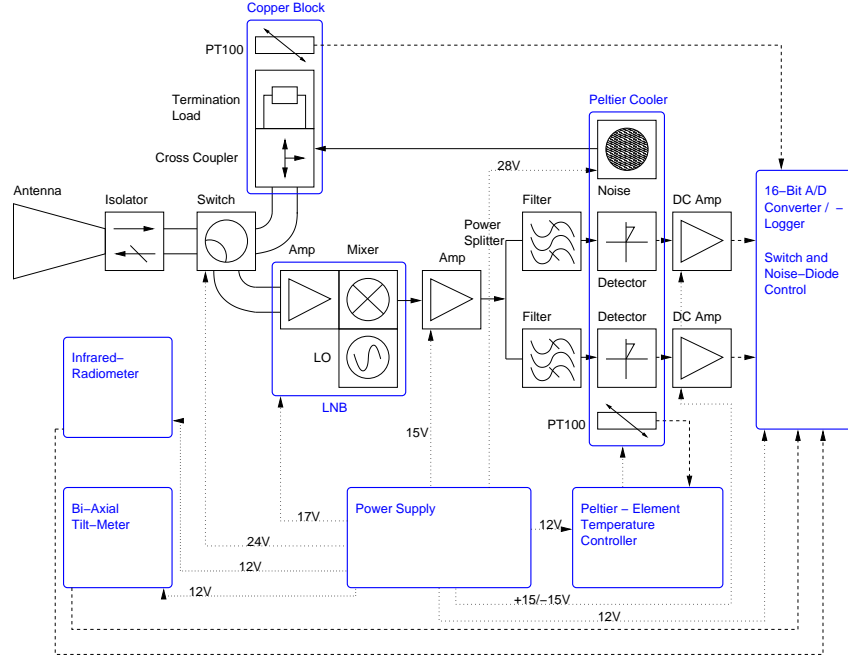 Copper Block
PT100
Termination
Load
Cross Coupler
Peltier Cooler
28V
Noise
Antenna
Isolator
Switch
Amp
Mixer
LO
LNB
Amp
Power
Splitter
Filter
Detector
DC Amp
16-Bit A/D
Converter / -
Logger
Switch and
Noise-Diode
Control
Filter
Detector
DC Amp
PT100
Infrared-
Radiometer
15V
Bi-Axial
Tilt-Meter
17V
24V
12V
12V
Power Supply
12V
Peltier - Element
Temperature
Controller
+15/-15V
12V